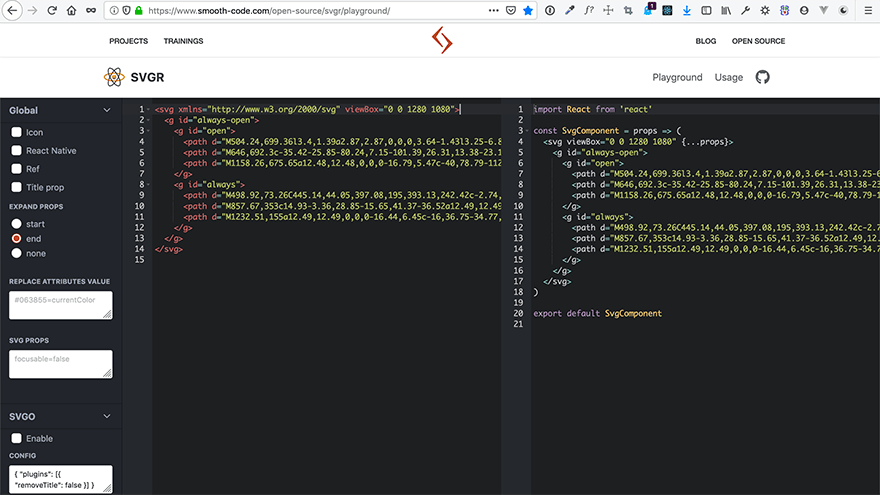 https://www.smooth-code.com/open-source/svgr/playground/
PROJECTS TRAININGS BLOG OPEN SOURCE
SVGR Playground Usage
Global
Icon
React Native
Ref
Title prop
EXPAND PROPS
start
end
none
REPLACE ATTRIBUTES VALUE
#063855=currentColor
SVG PROPS
focusable=false
SVGO
Enable
CONFIG
{ "plugins": [{
"removeTitle": false }] }
1 <svg xmlns="http://www.w3.org/2000/svg" viewBox="0 0 1280 1080">
2 <g id="always-open">
3 <g id="open">
4 <path d="M504.24,699.36l3.4,1.39a2.87,2.87,0,0,0,3.64-1.43l3.25-6.8
5 <path d="M646,692.3c-35.42-25.85-80.24,7.15-101.39,26.31,13.38-23.1
6 <path d="M1158.26,675.65a12.48,12.48,0,0,0-16.79,5.47c-40,78.79-112
7 </g>
8 <g id="always">
9 <path d="M498.92,73.26C445.14,44.05,397.08,195,393.13,242.42c-2.74,
10 <path d="M857.67,353c14.93-3.36,28.85-15.65,41.37-36.52a12.49,12.49
11 <path d="M1232.51,155a12.49,12.49,0,0,0-16.44,6.45c-16,36.75-34.77,
12 </g>
13 </g>
14 </svg>
15
1 import React from 'react'
2
3 const SvgComponent = props => (
4 <svg viewBox="0 0 1280 1080" {...props}>
5 <g id="always-open">
6 <g id="open">
7 <path d="M504.24,699.36l3.4,1.39a2.87,2.87,0,0,0,3.64-1.43l3.25-6
8 <path d="M646,692.3c-35.42-25.85-80.24,7.15-101.39,26.31,13.38-23
9 <path d="M1158.26,675.65a12.48,12.48,0,0,0-16.79,5.47c-40,78.79-1
10 </g>
11 <g id="always">
12 <path d="M498.92,73.26C445.14,44.05,397.08,195,393.13,242.42c-2.7
13 <path d="M857.67,353c14.93-3.36,28.85-15.65,41.37-36.52a12.49,12.
14 <path d="M1232.51,155a12.49,12.49,0,0,0-16.44,6.45c-16,36.75-34.7
15 </g>
16 </g>
17 </svg>
18 )
19
20 export default SvgComponent
21